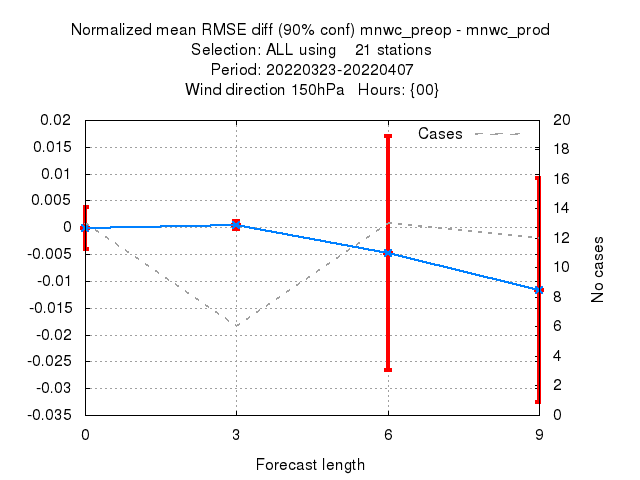 Normalized mean RMSE diff (90% conf) mnwc_preop - mnwc_prod
Selection: ALL using    21 stations
Period: 20220323-20220407
Wind direction 150hPa   Hours: {00}
0.02
0.015
0.01
0.005
0
-0.005
-0.01
-0.015
-0.02
-0.025
-0.03
-0.035
Cases
20
18
16
14
12
10
8
6
4
2
0
No cases
0 3 6 9
Forecast length